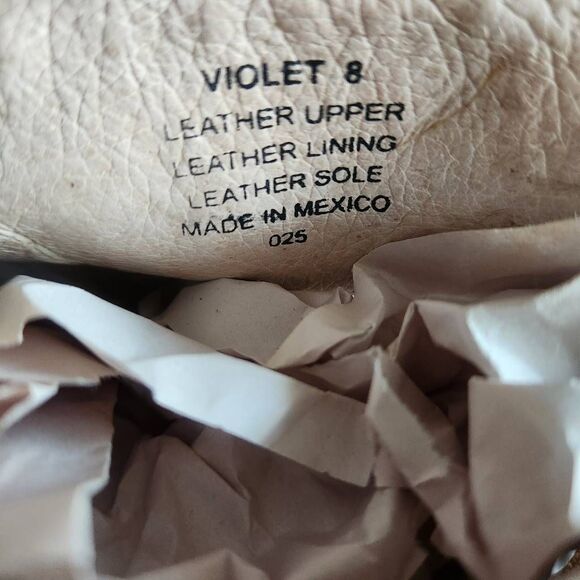 VIOLET 8
LEATHER UPPER
LEATHER LINING
LEATHER SOLE
MADE IN MEXICO
025